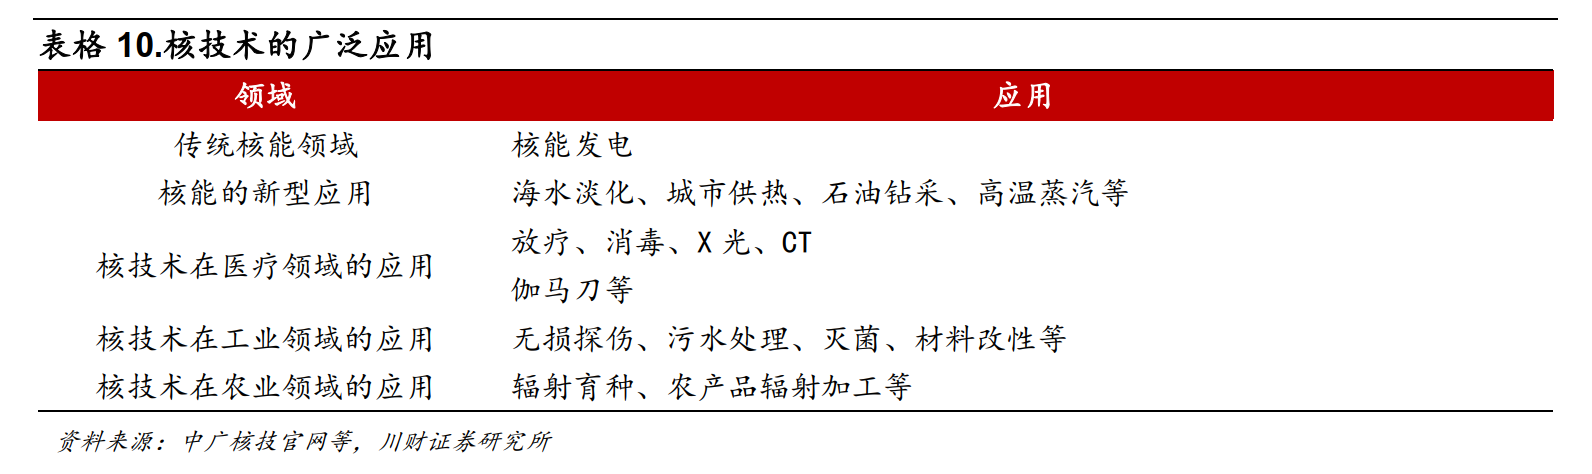 表格 10.核技术的广泛应用
领域 应用
传统核能领域 核能发电
核能的新型应用 海水淡化、城市供热、石油钻采、高温蒸汽等
核技术在医疗领域的应用 放疗、消毒、X 光、CT
伽马刀等
核技术在工业领域的应用 无损探伤、污水处理、灭菌、材料改性等
核技术在农业领域的应用 辐射育种、农产品辐射加工等
资料来源：中广核技官网等，川财证券研究所